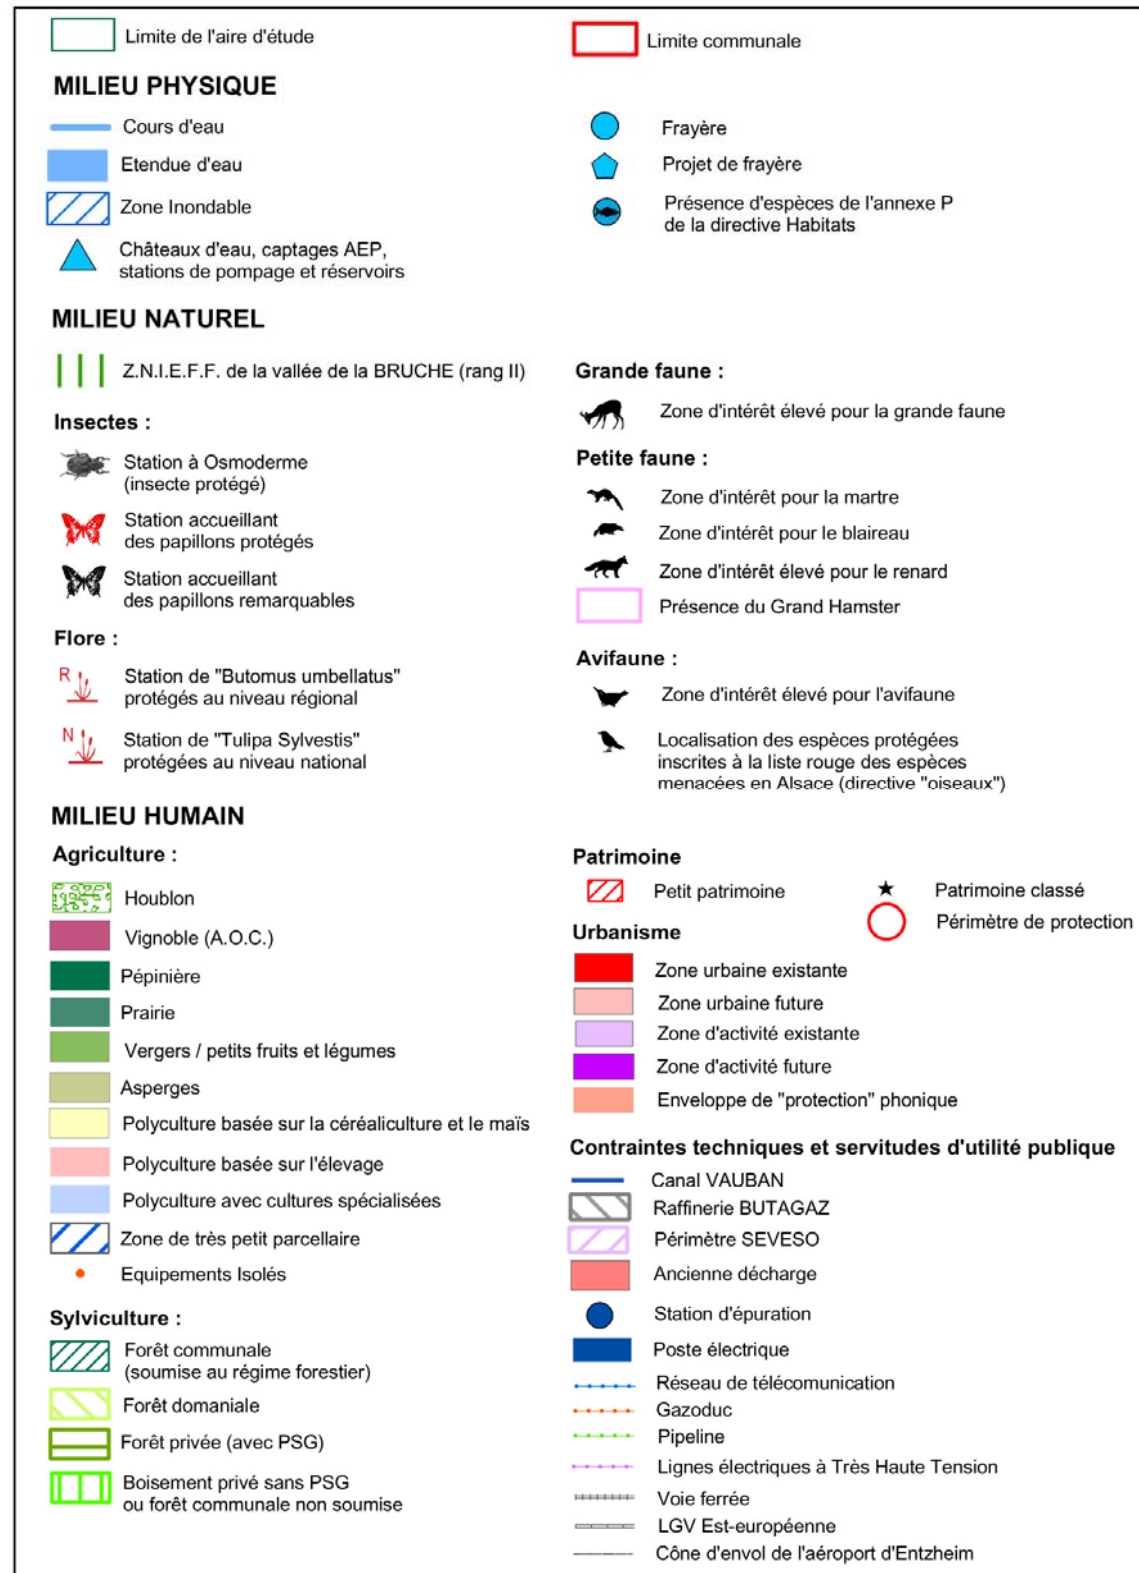 Limite de l'aire d'étude
Limite communale
MILIEU PHYSIQUE
Cours d'eau
Etendue d'eau
Zone Inondable
Châteaux d'eau, captages AEP,
stations de pompage et réservoirs
Frayère
Projet de frayère
Présence d'espèces de l'annexe P
de la directive Habitats
MILIEU NATUREL
Z.N.I.E.F.F. de la vallée de la BRUCHE (rang II)
Insectes :
Station à Osmoderme
(insecte protégé)
Station accueillant
des papillons protégés
Station accueillant
des papillons remarquables
Flore :
R
Station de "Butomus umbellatus"
protégés au niveau régional
N
Station de "Tulipa Sylvestis"
protégées au niveau national
Grande faune :
Zone d'intérêt élevé pour la grande faune
Petite faune :
Zone d'intérêt pour la martre
Zone d'intérêt pour le blaireau
Zone d'intérêt élevé pour le renard
Présence du Grand Hamster
Avifaune :
Zone d'intérêt élevé pour l'avifaune
Localisation des espèces protégées
inscrites à la liste rouge des espèces
menacées en Alsace (directive "oiseaux")
MILIEU HUMAIN
Agriculture :
Houblon
Vignoble (A.O.C.)
Pépinière
Prairie
Vergers / petits fruits et légumes
Asperges
Polyculture basée sur la céréaliculture et le maïs
Polyculture basée sur l'élevage
Polyculture avec cultures spécialisées
Zone de très petit parcellaire
Equipements Isolés
Sylviculture :
Forêt communale
(soumise au régime forestier)
Forêt domaniale
Forêt privée (avec PSG)
Boisement privé sans PSG
ou forêt communale non soumise
Patrimoine
Petit patrimoine
Patrimoine classé
Périmètre de protection
Urbanisme
Zone urbaine existante
Zone urbaine future
Zone d'activité existante
Zone d'activité future
Enveloppe de "protection" phonique
Contraintes techniques et servitudes d'utilité publique
Canal VAUBAN
Raffinerie BUTAGAZ
Périmètre SEVESO
Ancienne décharge
Station d'épuration
Poste électrique
Réseau de télécomunication
Gazoduc
Pipeline
Lignes électriques à Très Haute Tension
Voie ferrée
LGV Est-européenne
Cône d'envol de l'aéroport d'Entzheim